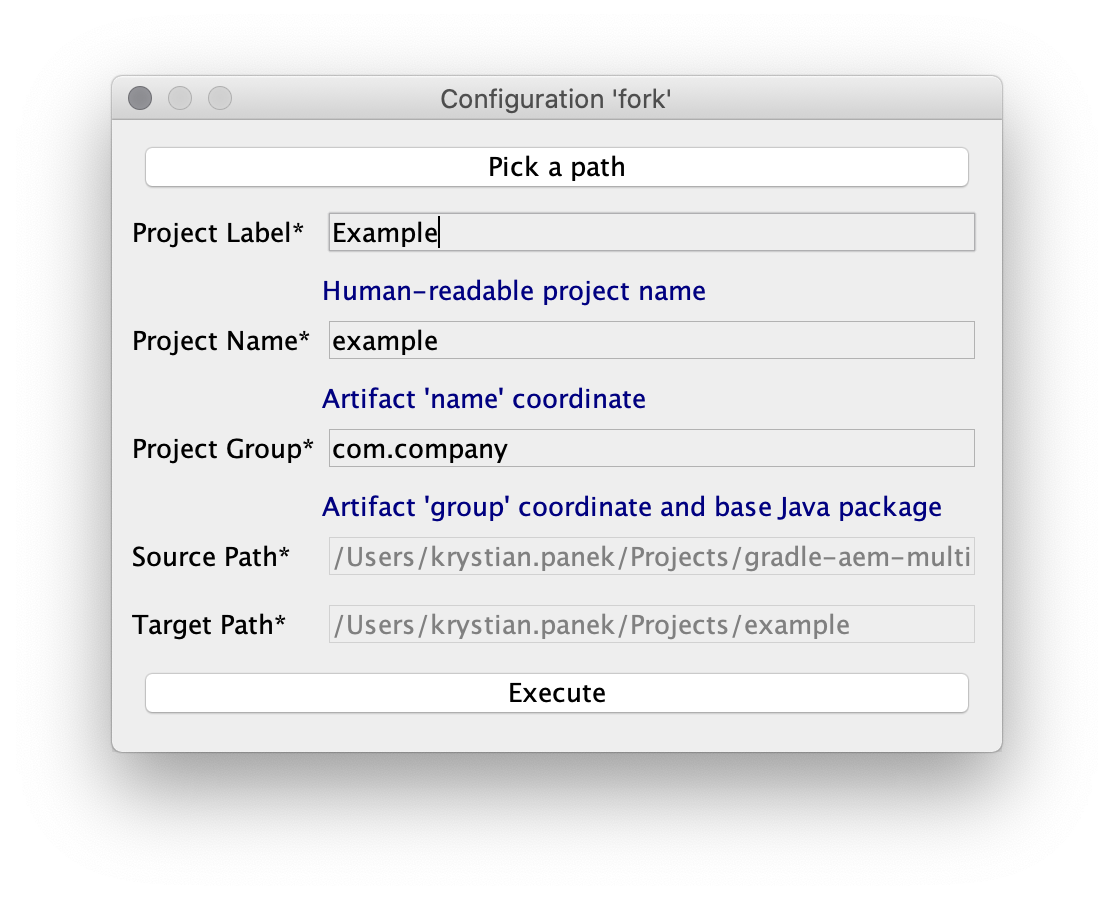 Configuration 'fork'
Pick a path
Project Label* Example
Human-readable project name
Project Name* example
Artifact 'name' coordinate
Project Group* com.company
Artifact 'group' coordinate and base Java package
Source Path* /Users/krystian.panek/Projects/gradle-aem-multi
Target Path* /Users/krystian.panek/Projects/example
Execute